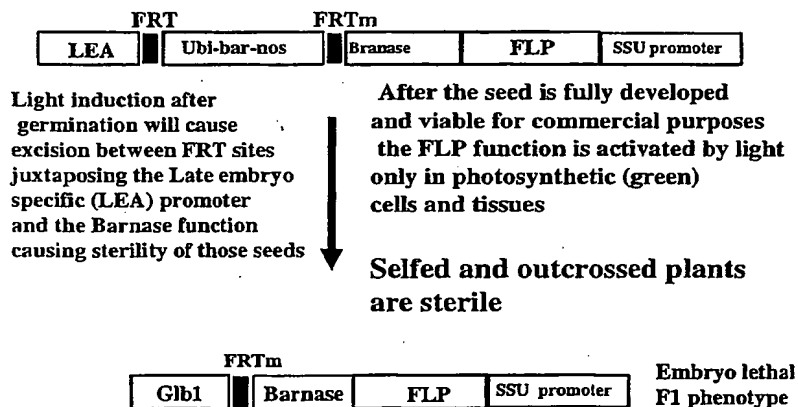 FRT FRTm
LEA Ubi-bar-nos Branase FLP SSU promoter
Light induction after
germination will cause
excision between FRT sites
juxtaposing the Late embryo
specific (LEA) promoter
and the Barnase function
causing sterility of those seeds
After the seed is fully developed
and viable for commercial purposes
the FLP function is activated by light
only in photosynthetic (green)
cells and tissues
Selfed and outcrossed plants
are sterile
FRTm
Glb1 Barnase FLP SSU promoter
Embryo lethal
F1 phenotype